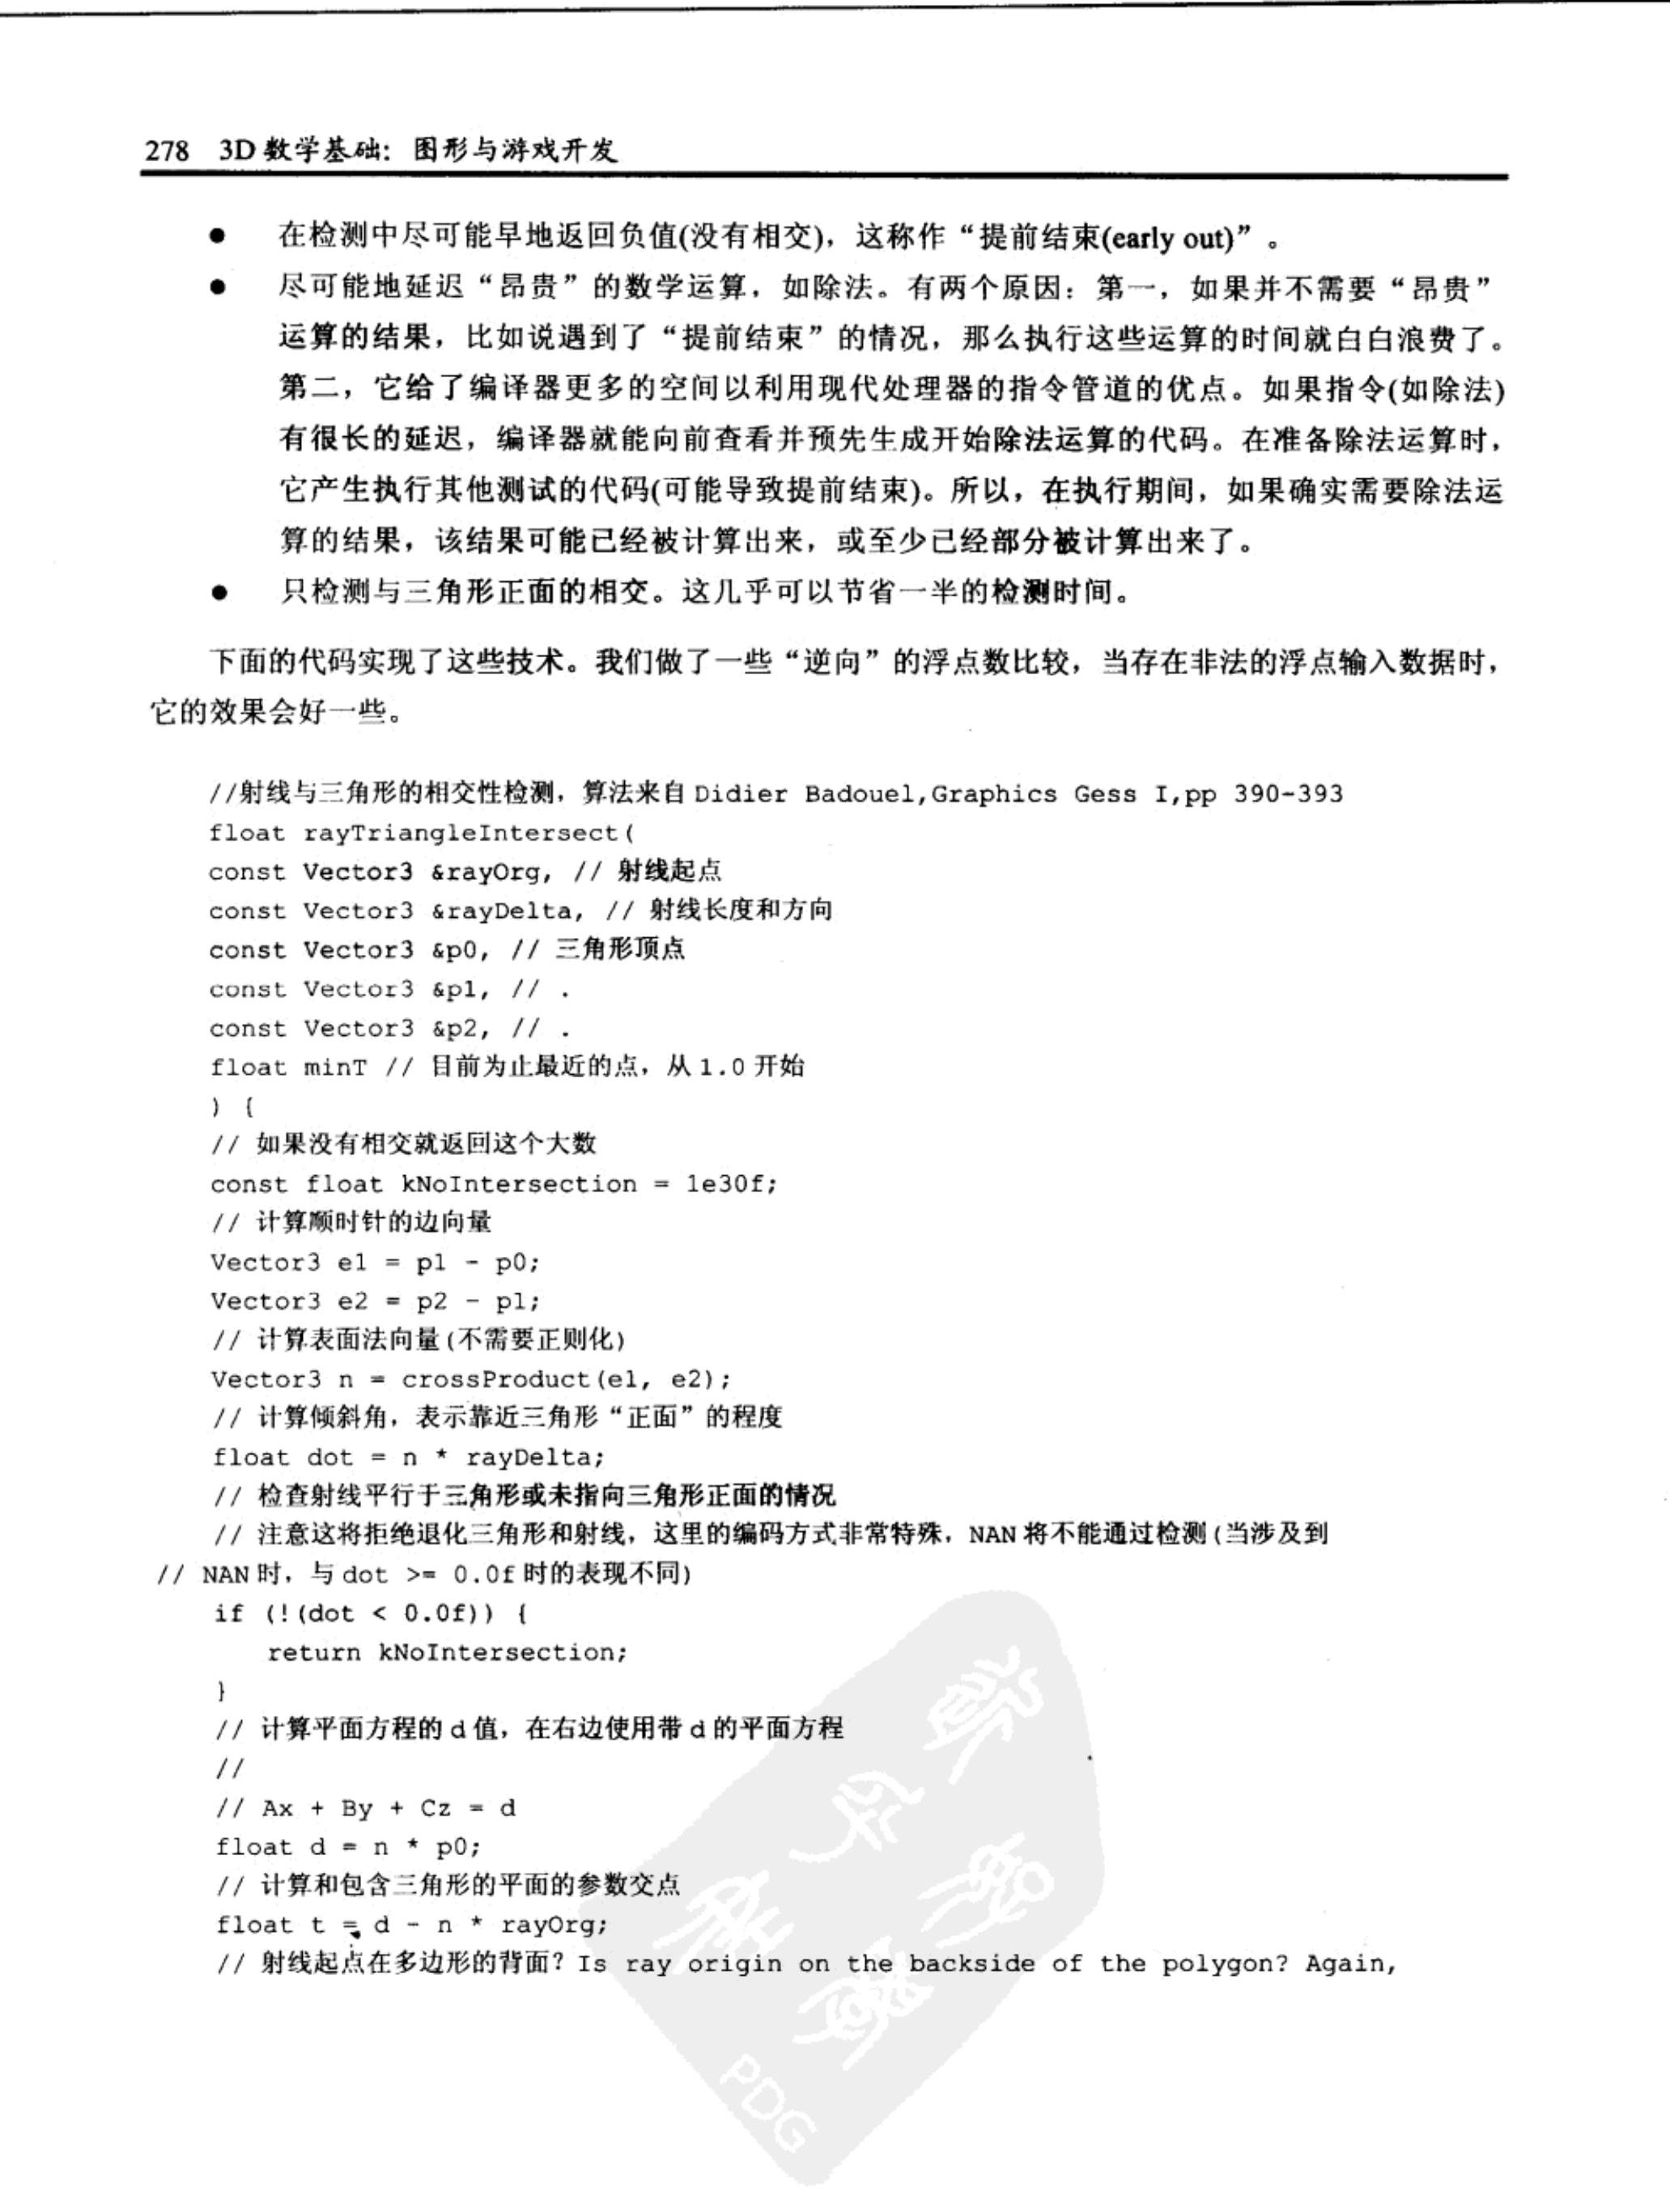 278 3D 数学基础：图形与游戏开发
● 在检测中尽可能早地返回负值(没有相交)，这称作“提前结束(early out)”。
● 尽可能地延迟“昂贵”的数学运算，如除法。有两个原因：第一，如果并不需要“昂贵”
运算的结果，比如说遇到了“提前结束”的情况，那么执行这些运算的时间就白白浪费了。
第二，它给了编译器更多的空间以利用现代处理器的指令管道的优点。如果指令(如除法)
有很长的延迟，编译器就能向前查看并预先生成开始除法运算的代码。在准备除法运算时，
它产生执行其他测试的代码(可能导致提前结束)。所以，在执行期间，如果确实需要除法运
算的结果，该结果可能已经被计算出来，或至少已经部分被计算出来了。
● 只检测与三角形正面的相交。这几乎可以节省一半的检测时间。
下面的代码实现了这些技术。我们做了一些“逆向”的浮点数比较，当存在非法的浮点输入数据时，
它的效果会好一些。
//射线与三角形的相交性检测，算法来自 Didier Badouel,Graphics Gess I,pp 390-393
float rayTriangleIntersect(
const Vector3 &rayOrg, // 射线起点
const Vector3 &rayDelta, // 射线长度和方向
const Vector3 &p0, // 三角形顶点
const Vector3 &p1, // .
const Vector3 &p2, // .
float minT // 目前为止最近的点，从 1.0 开始
) {
// 如果没有相交就返回这个大数
const float kNoIntersection = 1e30f;
// 计算顺时针的边向量
Vector3 e1 = p1 - p0;
Vector3 e2 = p2 - p1;
// 计算表面法向量(不需要正则化)
Vector3 n = crossProduct(e1, e2);
// 计算倾斜角，表示靠近三角形“正面”的程度
float dot = n * rayDelta;
// 检查射线平行于三角形或未指向三角形正面的情况
// 注意这将拒绝退化三角形和射线，这里的编码方式非常特殊，NAN 将不能通过检测(当涉及到
// NAN 时，与 dot >= 0.0f 时的表现不同)
if (!(dot < 0.0f)) {
return kNoIntersection;
}
// 计算平面方程的 d 值，在右边使用带 d 的平面方程
//
// Ax + By + Cz = d
float d = n * p0;
// 计算和包含三角形的平面的参数交点
float t = d - n * rayOrg;
// 射线起点在多边形的背面？Is ray origin on the backside of the polygon? Again,
PDG